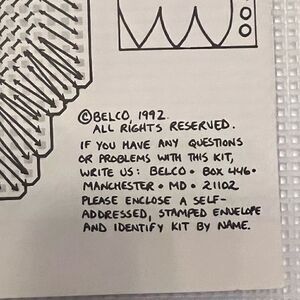 ©BELCO, 1992.
ALL RIGHTS RESERVED.
IF YOU HAVE ANY QUESTIONS
OR PROBLEMS WITH THIS KIT,
WRITE US: BELCO • BOX 446 •
MANCHESTER • MD • 21102
PLEASE ENCLOSE A SELF-
ADDRESSED, STAMPED ENVELOPE
AND IDENTIFY KIT BY NAME.